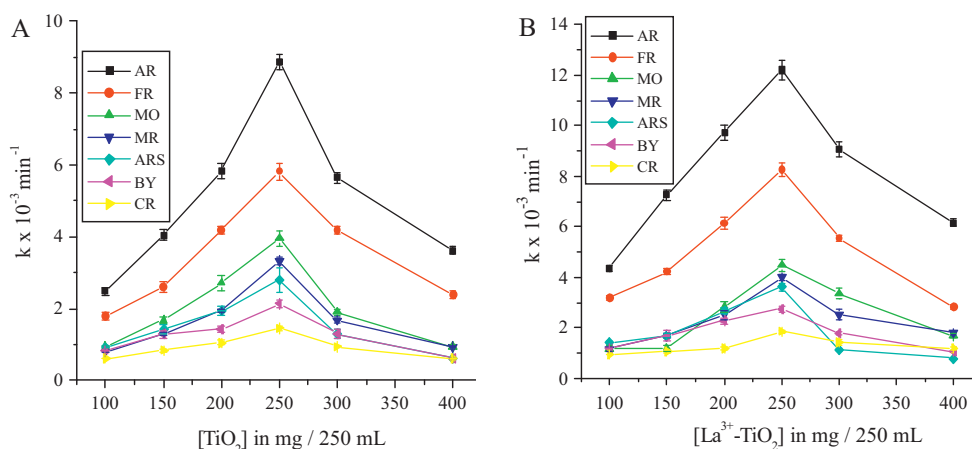 A
k x 10⁻³ min⁻¹
10
8
6
4
2
0
AR
FR
MO
MR
ARS
BY
CR
100 150 200 250 300 350 400
[TiO₂] in mg / 250 mL
B
k x 10⁻³ min⁻¹
14
12
10
8
6
4
2
0
AR
FR
MO
MR
ARS
BY
CR
100 150 200 250 300 350 400
[La³⁺-TiO₂] in mg / 250 mL